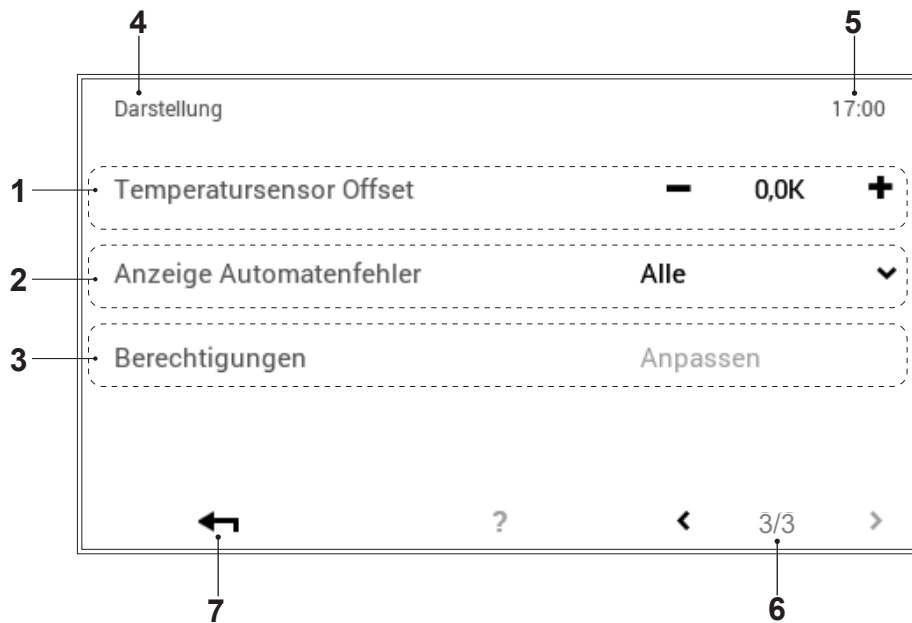 4 5
Darstellung 17:00
1 Temperatursensor Offset − 0,0K +
2 Anzeige Automatenfehler Alle
3 Berechtigungen Anpassen
? < 3/3 >
7 6